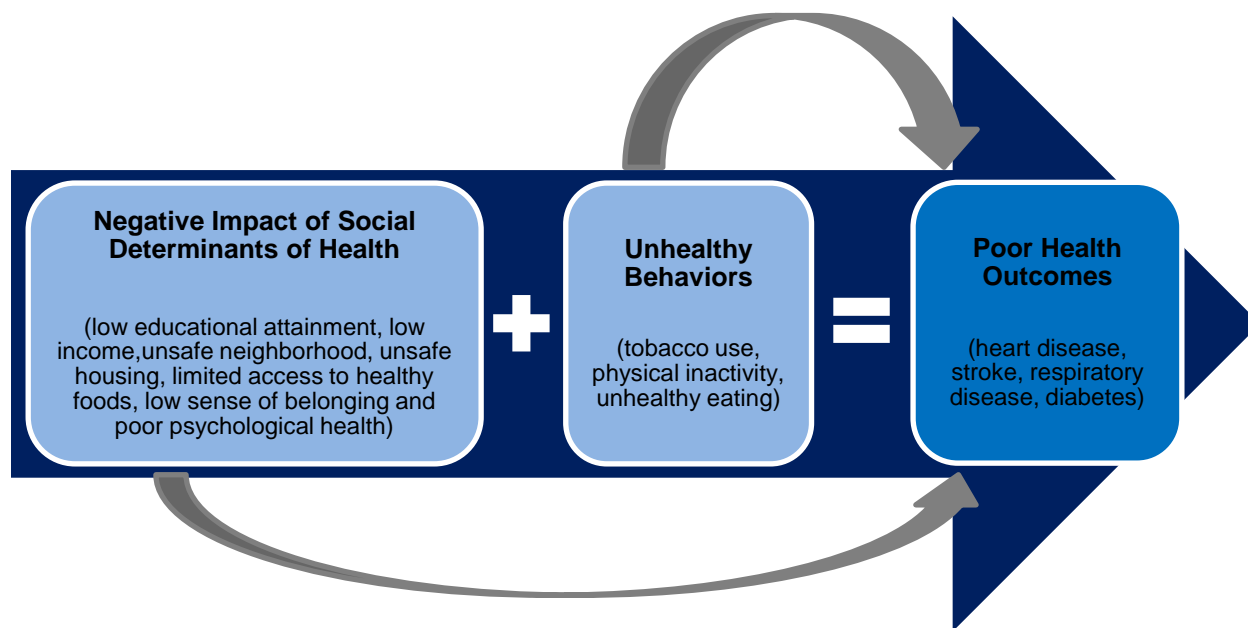 Negative Impact of Social
Determinants of Health
(low educational attainment, low
income,unsafe neighborhood, unsafe
housing, limited access to healthy
foods, low sense of belonging and
poor psychological health)
+
Unhealthy
Behaviors
(tobacco use,
physical inactivity,
unhealthy eating)
=
Poor Health
Outcomes
(heart disease,
stroke, respiratory
disease, diabetes)